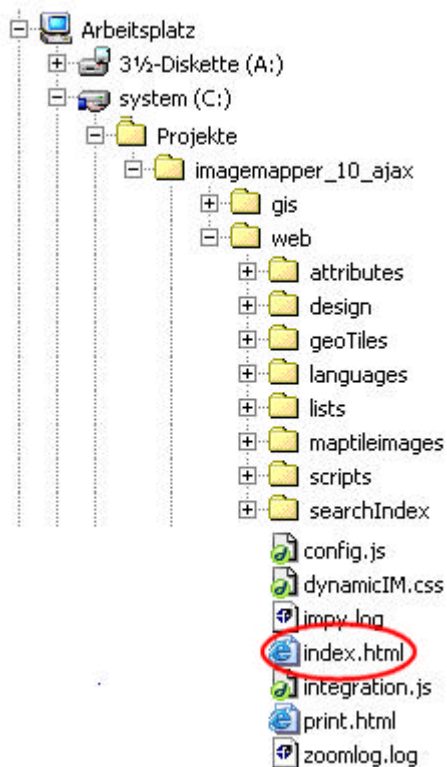 Arbeitsplatz
3½-Diskette (A:)
system (C:)
Projekte
imagemapper_10_ajax
gis
web
attributes
design
geoTiles
languages
lists
maptileimages
scripts
searchIndex
config.js
dynamicIM.css
impy.log
index.html
integration.js
print.html
zoomlog.log